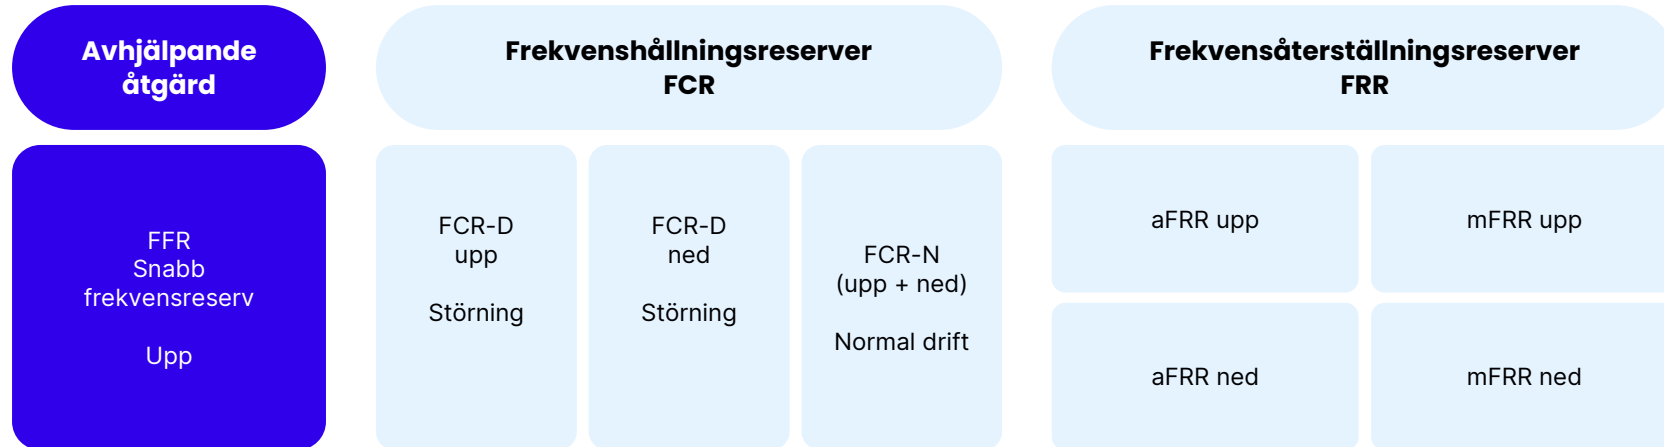 Avhjälpande
åtgärd
Frekvenshållningsreserver
FCR
Frekvensåterställningsreserver
FRR
FFR
Snabb
frekvensreserv
Upp
FCR-D
upp
Störning
FCR-D
ned
Störning
FCR-N
(upp + ned)
Normal drift
aFRR upp
mFRR upp
aFRR ned
mFRR ned